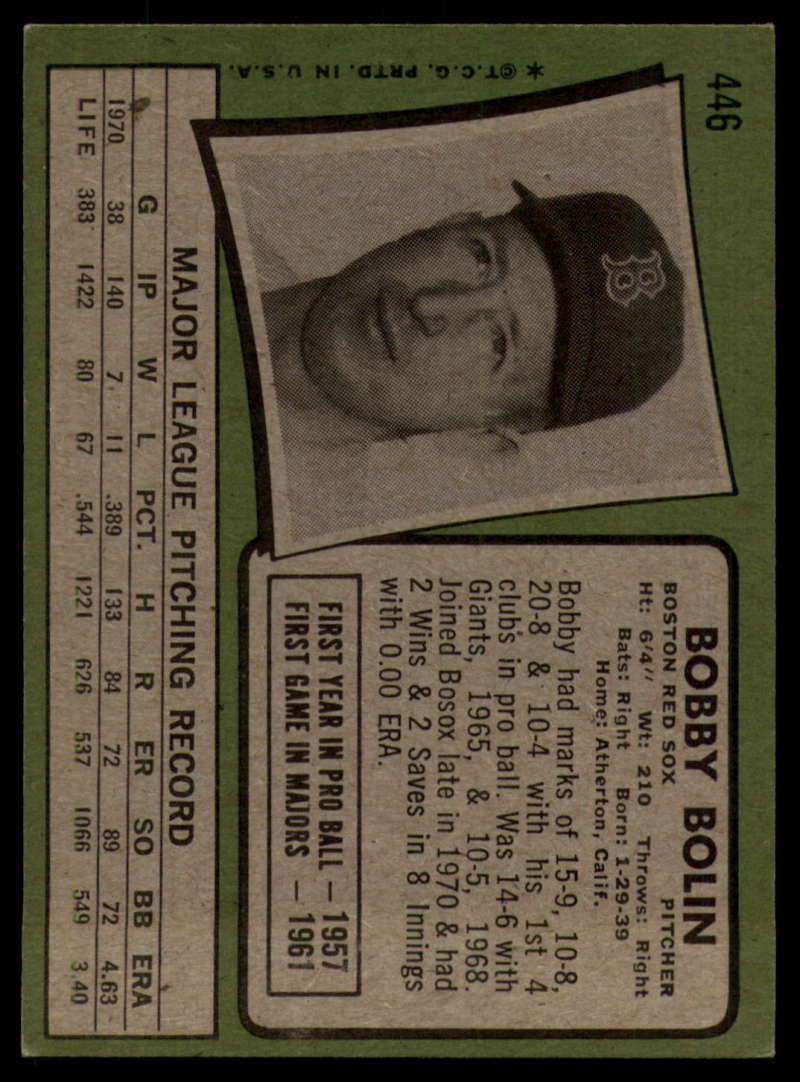 446
*©T.C.G. PRTD. IN U.S.A.
B
BOBBY BOLIN
BOSTON RED SOX PITCHER
Ht: 6'4" Wt: 210 Throws: Right
Bats: Right Born: 1-29-39
Home: Atherton, Calif.
Bobby had marks of 15-9, 10-8,
20-8 & 10-4 with his 1st 4
clubs in pro ball. Was 14-6 with
Giants, 1965, & 10-5, 1968.
Joined Bosox late in 1970 & had
2 Wins & 2 Saves in 8 Innings
with 0.00 ERA.
FIRST YEAR IN PRO BALL — 1957
FIRST GAME IN MAJORS — 1961
MAJOR LEAGUE PITCHING RECORD
G IP W L PCT. H R ER SO BB ERA
1970 38 140 7 11 .389 133 84 72 89 72 4.63
LIFE 383 1422 80 67 .544 1221 626 537 1066 549 3.40